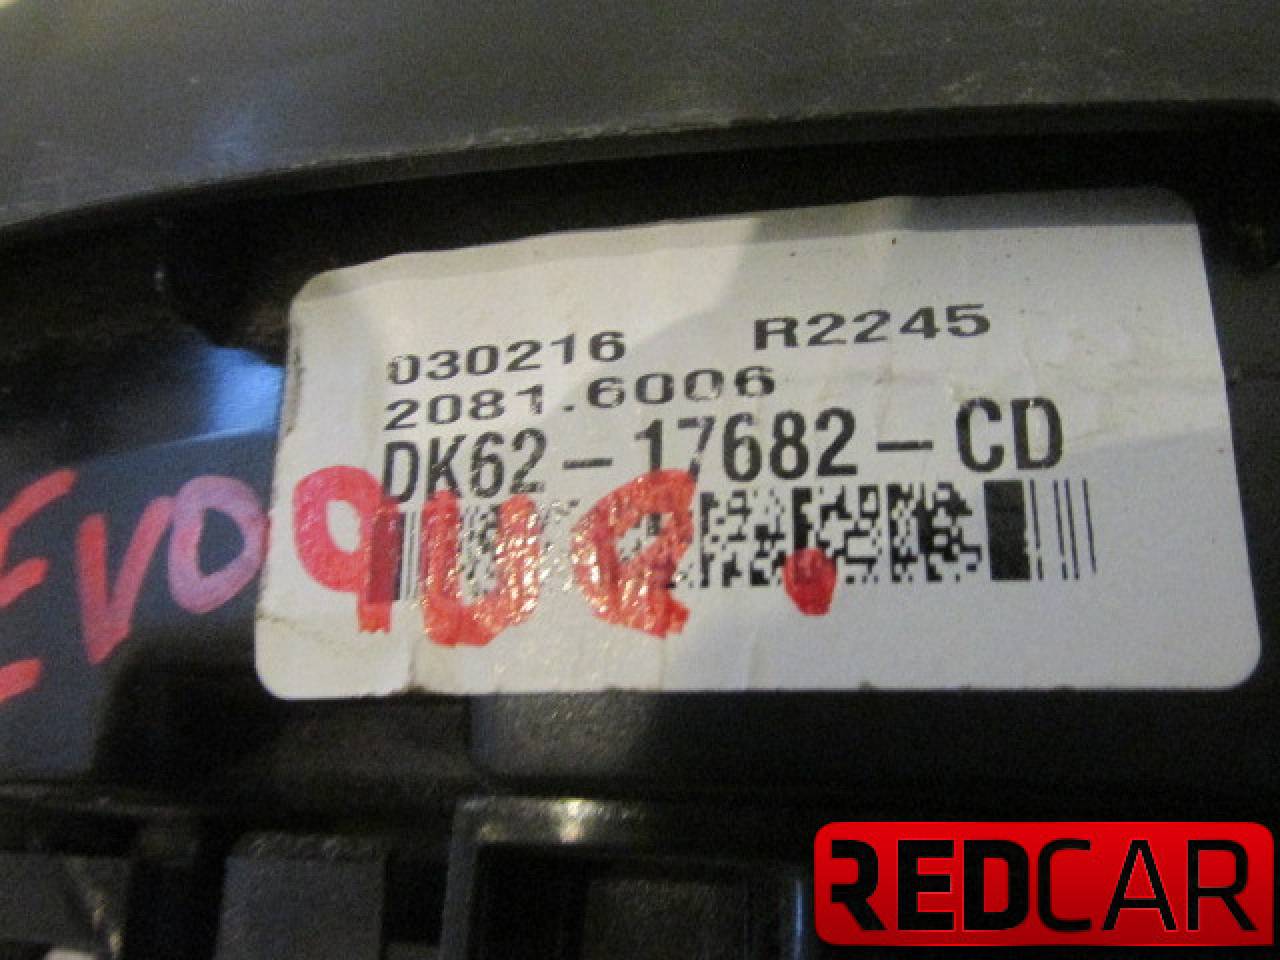 030216 R2245
2081.6006
DK62-17682-CD
Evoque.
REDCAR